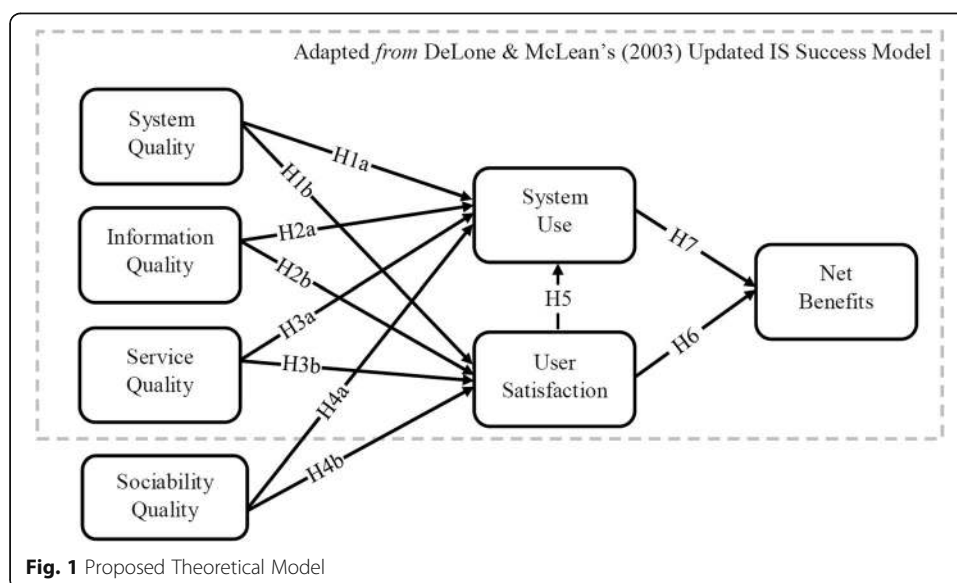 Adapted from DeLone & McLean's (2003) Updated IS Success Model
System
Quality
Information
Quality
Service
Quality
Sociability
Quality
H1a
H1b
H2a
H2b
H3a
H3b
H4a
H4b
System
Use
H5
User
Satisfaction
H7
H6
Net
Benefits
Fig. 1 Proposed Theoretical Model